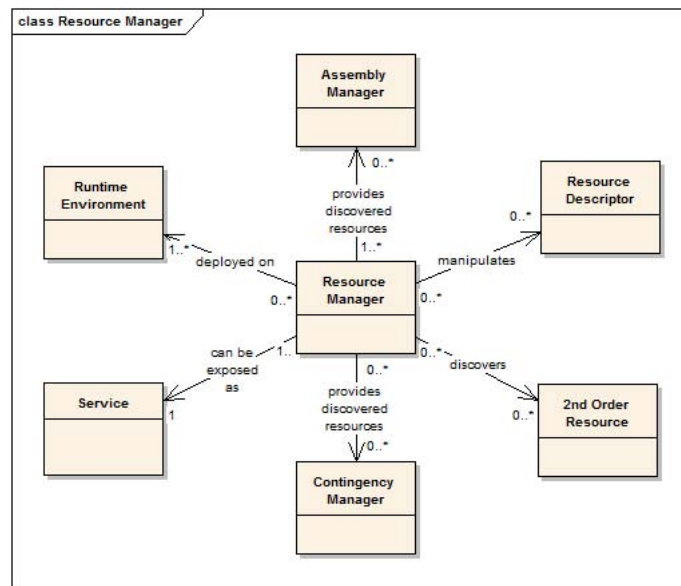 class Resource Manager
Assembly
Manager
0..*
provides
discovered
resources
1..*
Runtime
Environment
1..*
deployed on
0..*
Resource
Descriptor
0..*
manipulates
0..*
Resource
Manager
1..
can be
exposed
as
Service
1
0..*
provides
discovered
resources
0..*
Contingency
Manager
0..*
discovers
0..*
2nd Order
Resource